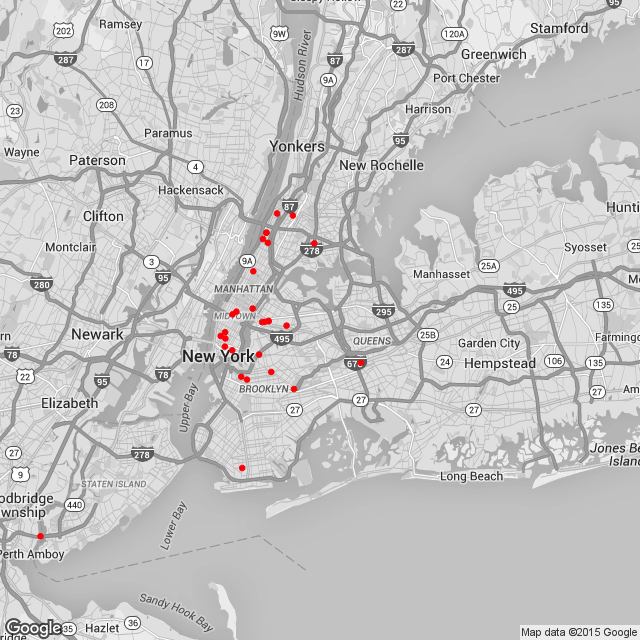 Sleepy Hollow
Ramsey
202
9W
22
Stamford
95
120A
287
17
287
Greenwich
87
9A
Port Chester
Hudson River
208
23
Harrison
Paramus
95
Wayne
Yonkers
Paterson
4
New Rochelle
Hackensack
87
Clifton
Hunti
278
Montclair
Syosset
3
9A
25A
95
Manhasset
280
MANHATTAN
495
135
295
25
MIDTOWN
Newark
495
QUEENS
25B
Garden City
Farmingd
78
New York
678
Hempstead
106
135
24
22
78
BROOKLYN
95
Elizabeth
Upper Bay
27
27
27
27
278
Jones Be
Island
9
STATEN ISLAND
Long Beach
odbridge
wnship
440
Lower Bay
Perth Amboy
Sandy Hook Bay
Google
35
Hazlet
36
Map data ©2015 Google